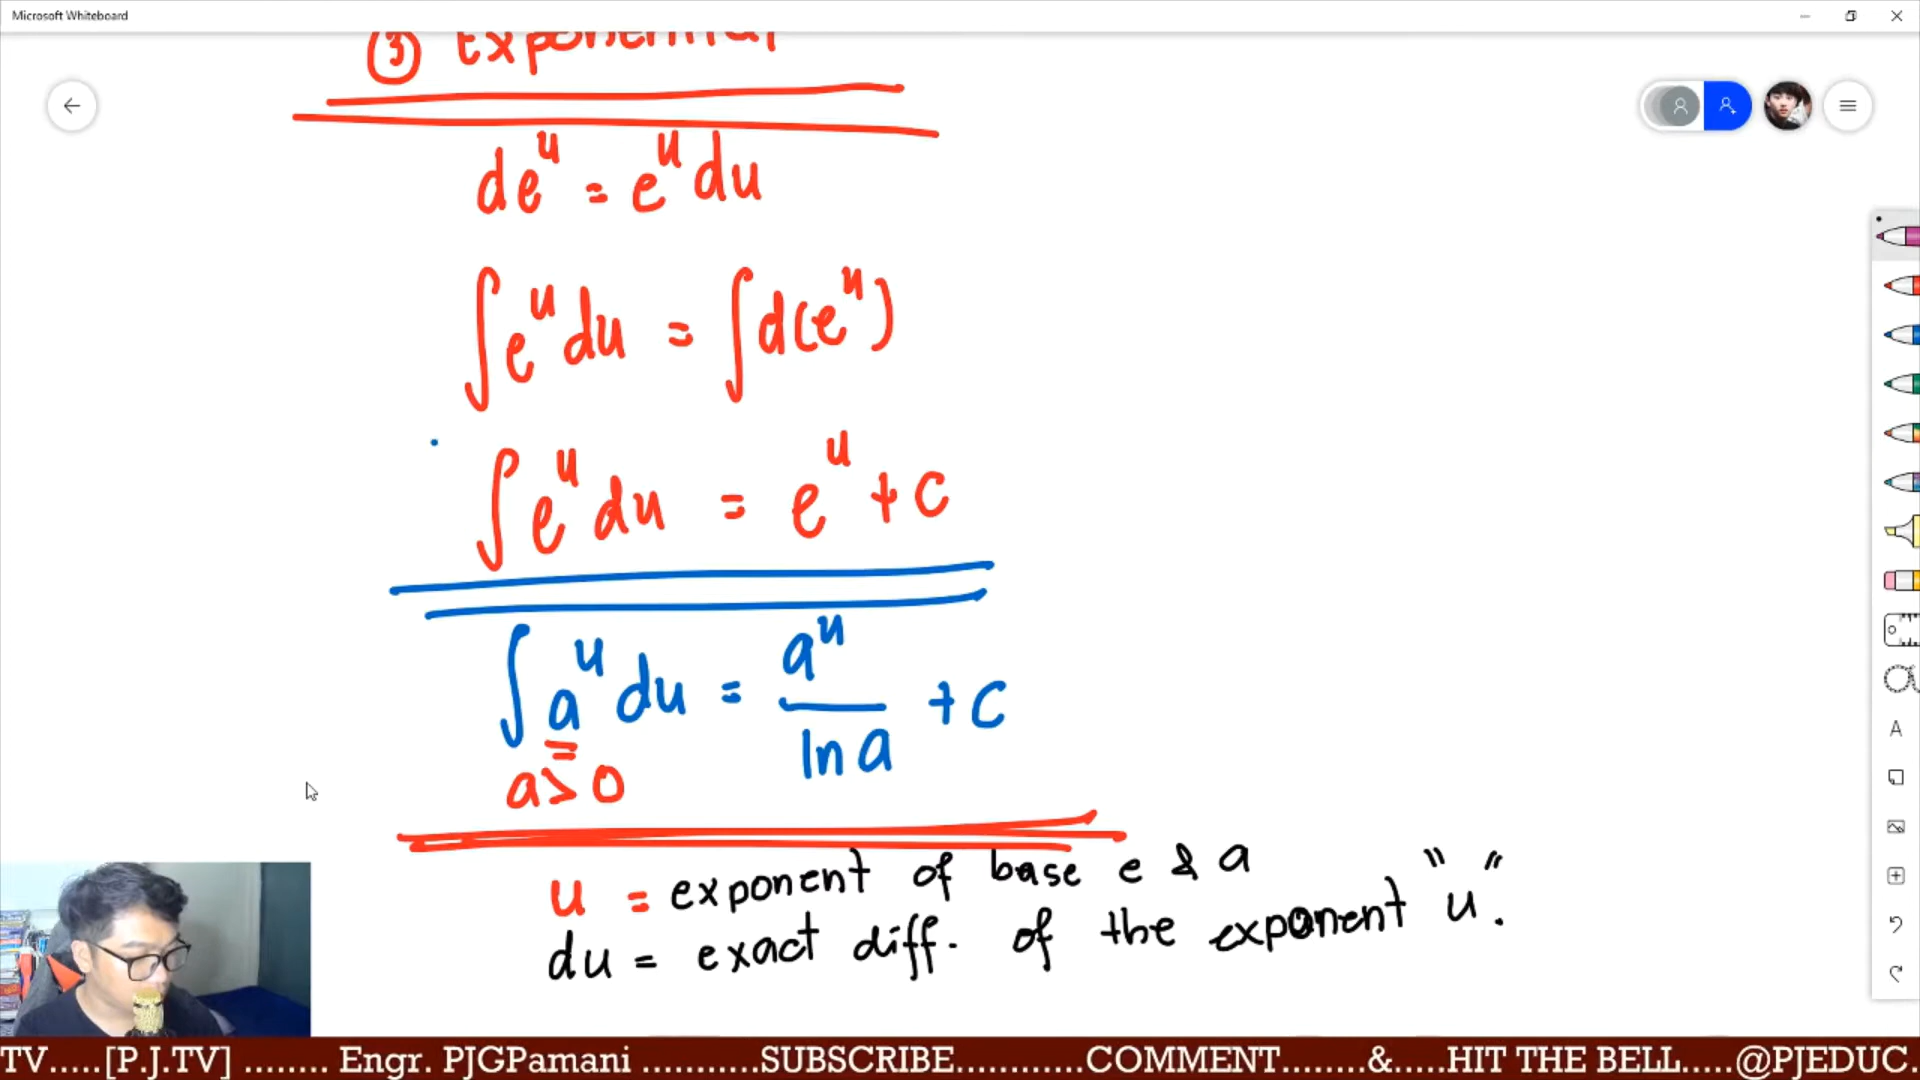 Microsoft Whiteboard
③ Exponential
de^u = e^u du
∫ e^u du = ∫ d(e^u)
∫ e^u du = e^u + c
∫ a^u du = a^u / ln a + c
a > 0
u = exponent of base e & a
du = exact diff. of the exponent "u".
A
TV.....[P.J.TV] ........ Engr. PJGPamani ...........SUBSCRIBE............COMMENT........&.....HIT THE BELL.....@PJEDUC.